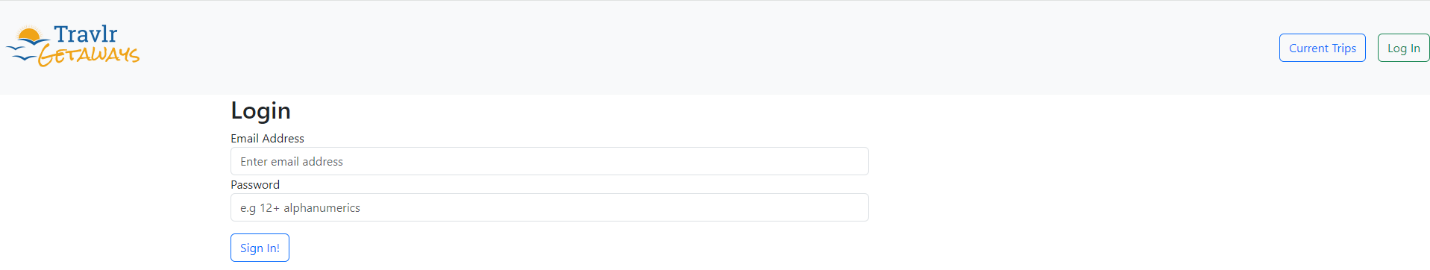 Travlr
Getaways
Current Trips
Log In
Login
Email Address
Enter email address
Password
e.g 12+ alphanumerics
Sign In!